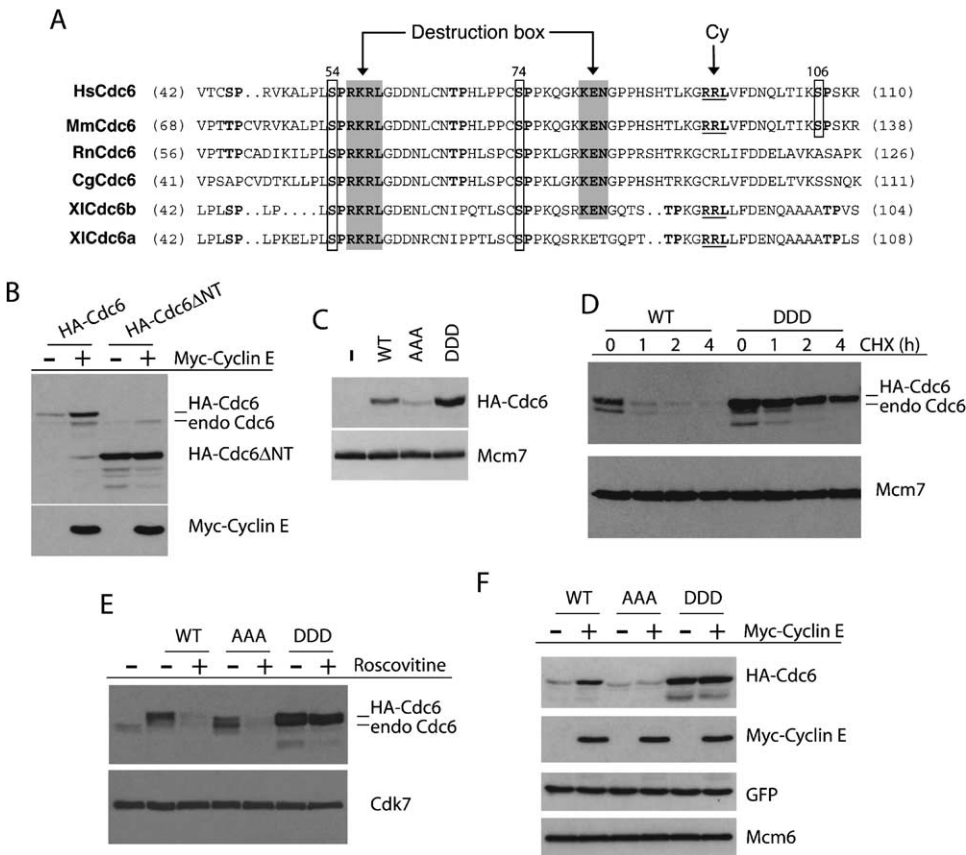 A
Destruction box
Cy
54 74 106
HsCdc6 (42) VTCSP..RVKALPLSPRKRLGDDNLCNTPHLPPCSPPKQGKKENGPPHSHTLKGRRLVFDNQLTIKSPSKR (110)
MmCdc6 (68) VPTTPCVRVKALPLSPRKRLGDDNLCNTPHLPPCSPPKQGKKENGPPHSHTLKGRRLVFDNQLTIKSPSKR (138)
RnCdc6 (56) VPTTPCADIKILPLSPRKRLGDDNLCNTPHLSPCSPPKLGRKENGPPRSHTRKGCRLIFDDELAVKASAPK (126)
CgCdc6 (41) VPSAPCVDTKLLPLSPRKRLGDDNLCNTPHLSPCSPPKLGRKENGPPHSHTRKGCRLVFDDELTVKSSNQK (111)
XlCdc6b (42) LPLSP..LP....LSPRKRLGDENLCNIPQTLSCSPPKQSRKENGQTS..TPKGRRLLFDNQAAAATPVS (104)
XlCdc6a (42) LPLSP..LPKELPLSPRKRLGDDNRCNIPPTLSCSPPKQSRKETGQPT..TPKGRRLLFDEQAAAATPLS (108)
B
HA-Cdc6 HA-Cdc6ΔNT
– + – + Myc-Cyclin E
HA-Cdc6
endo Cdc6
HA-Cdc6ΔNT
Myc-Cyclin E
C
– WT AAA DDD
HA-Cdc6
Mcm7
D
WT DDD
0 1 2 4 0 1 2 4 CHX (h)
HA-Cdc6
endo Cdc6
Mcm7
E
WT AAA DDD
– – + – + – + Roscovitine
HA-Cdc6
endo Cdc6
Cdk7
F
WT AAA DDD
– + – + – + Myc-Cyclin E
HA-Cdc6
Myc-Cyclin E
GFP
Mcm6